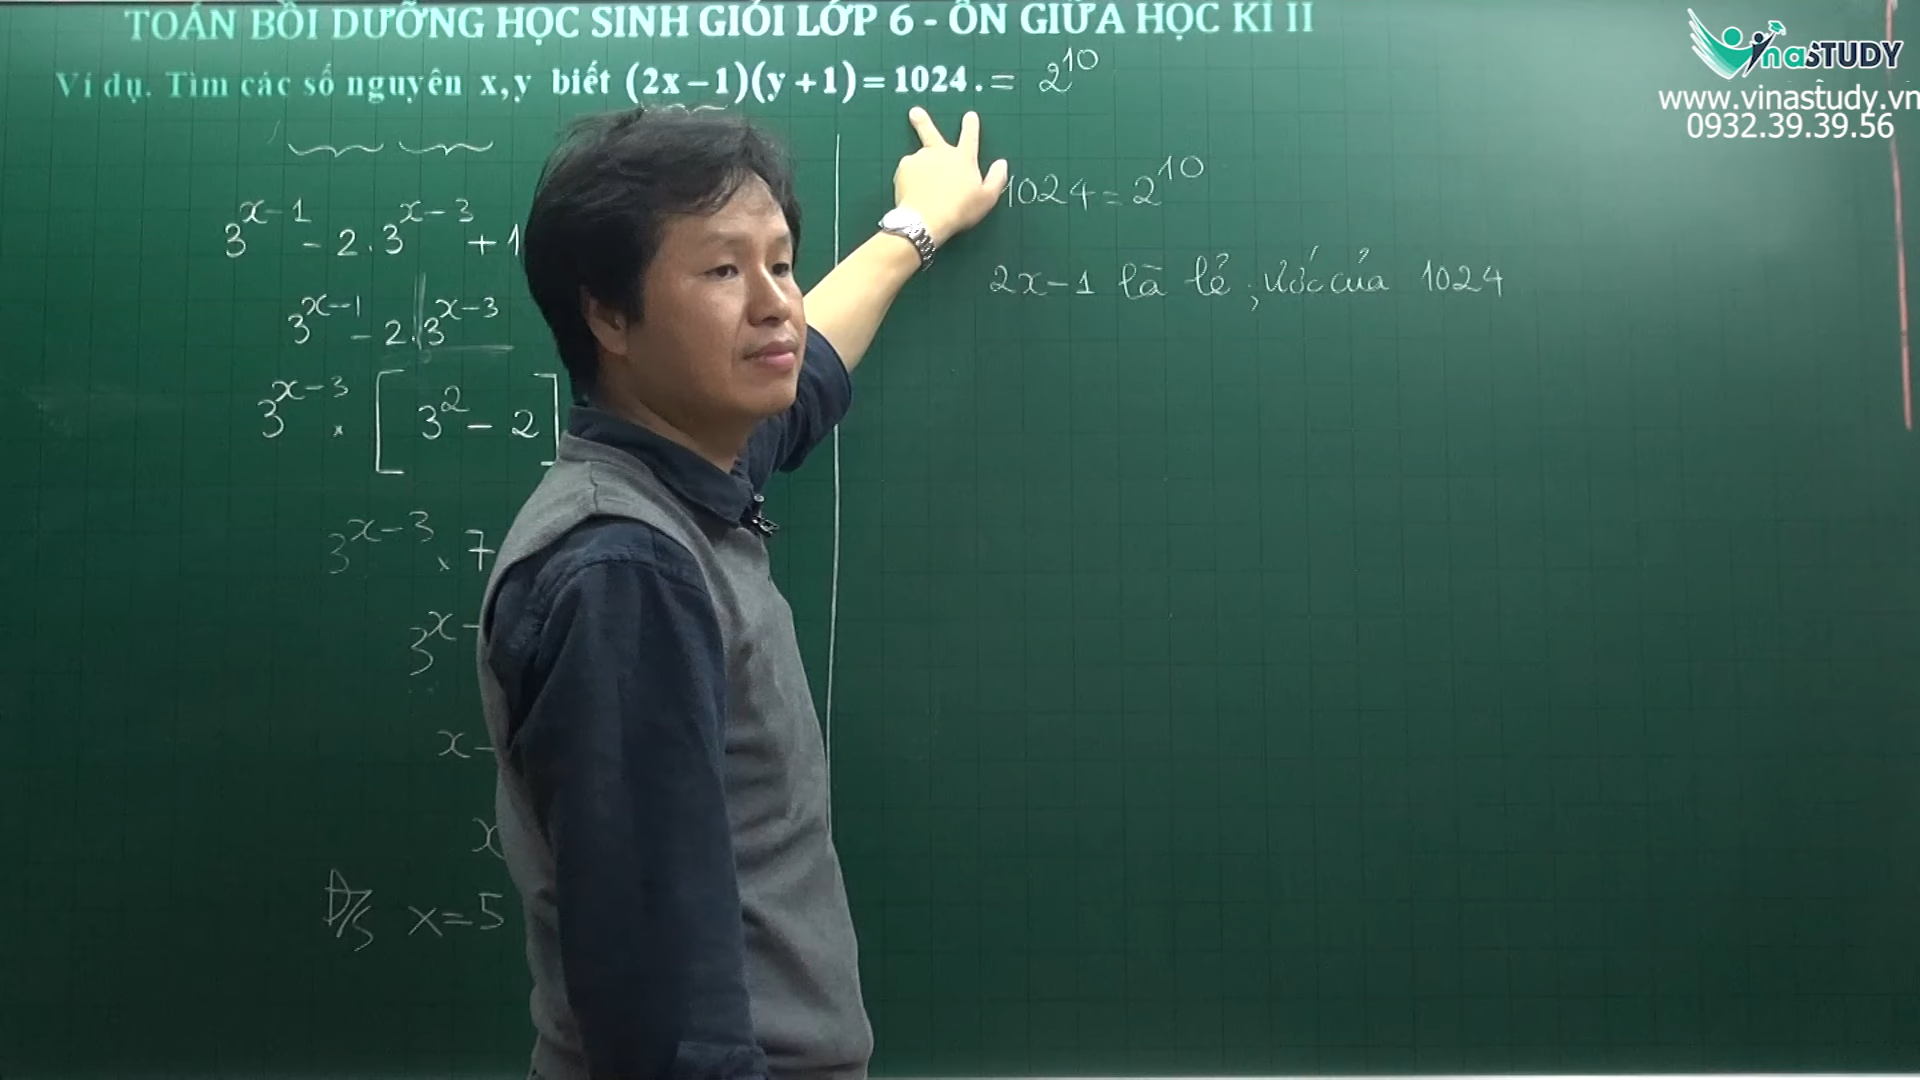 TOÁN BỒI DƯỠNG HỌC SINH GIỎI LỚP 6 - ÔN GIỮA HỌC KÌ II
Ví dụ. Tìm các số nguyên x,y biết (2x−1)(y+1)=1024. = 2^10
vinaSTUDY
www.vinastudy.vn
0932.39.39.56
3^(x−1) − 2.3^(x−3) + 1
3^(x−1) − 2.3^(x−3)
3^(x−3) × [3^2 − 2]
3^(x−3) × 7
3^(x−
x−
x
Đ/S x=5
1024 = 2^10
2x−1 là lẻ ; ước của 1024